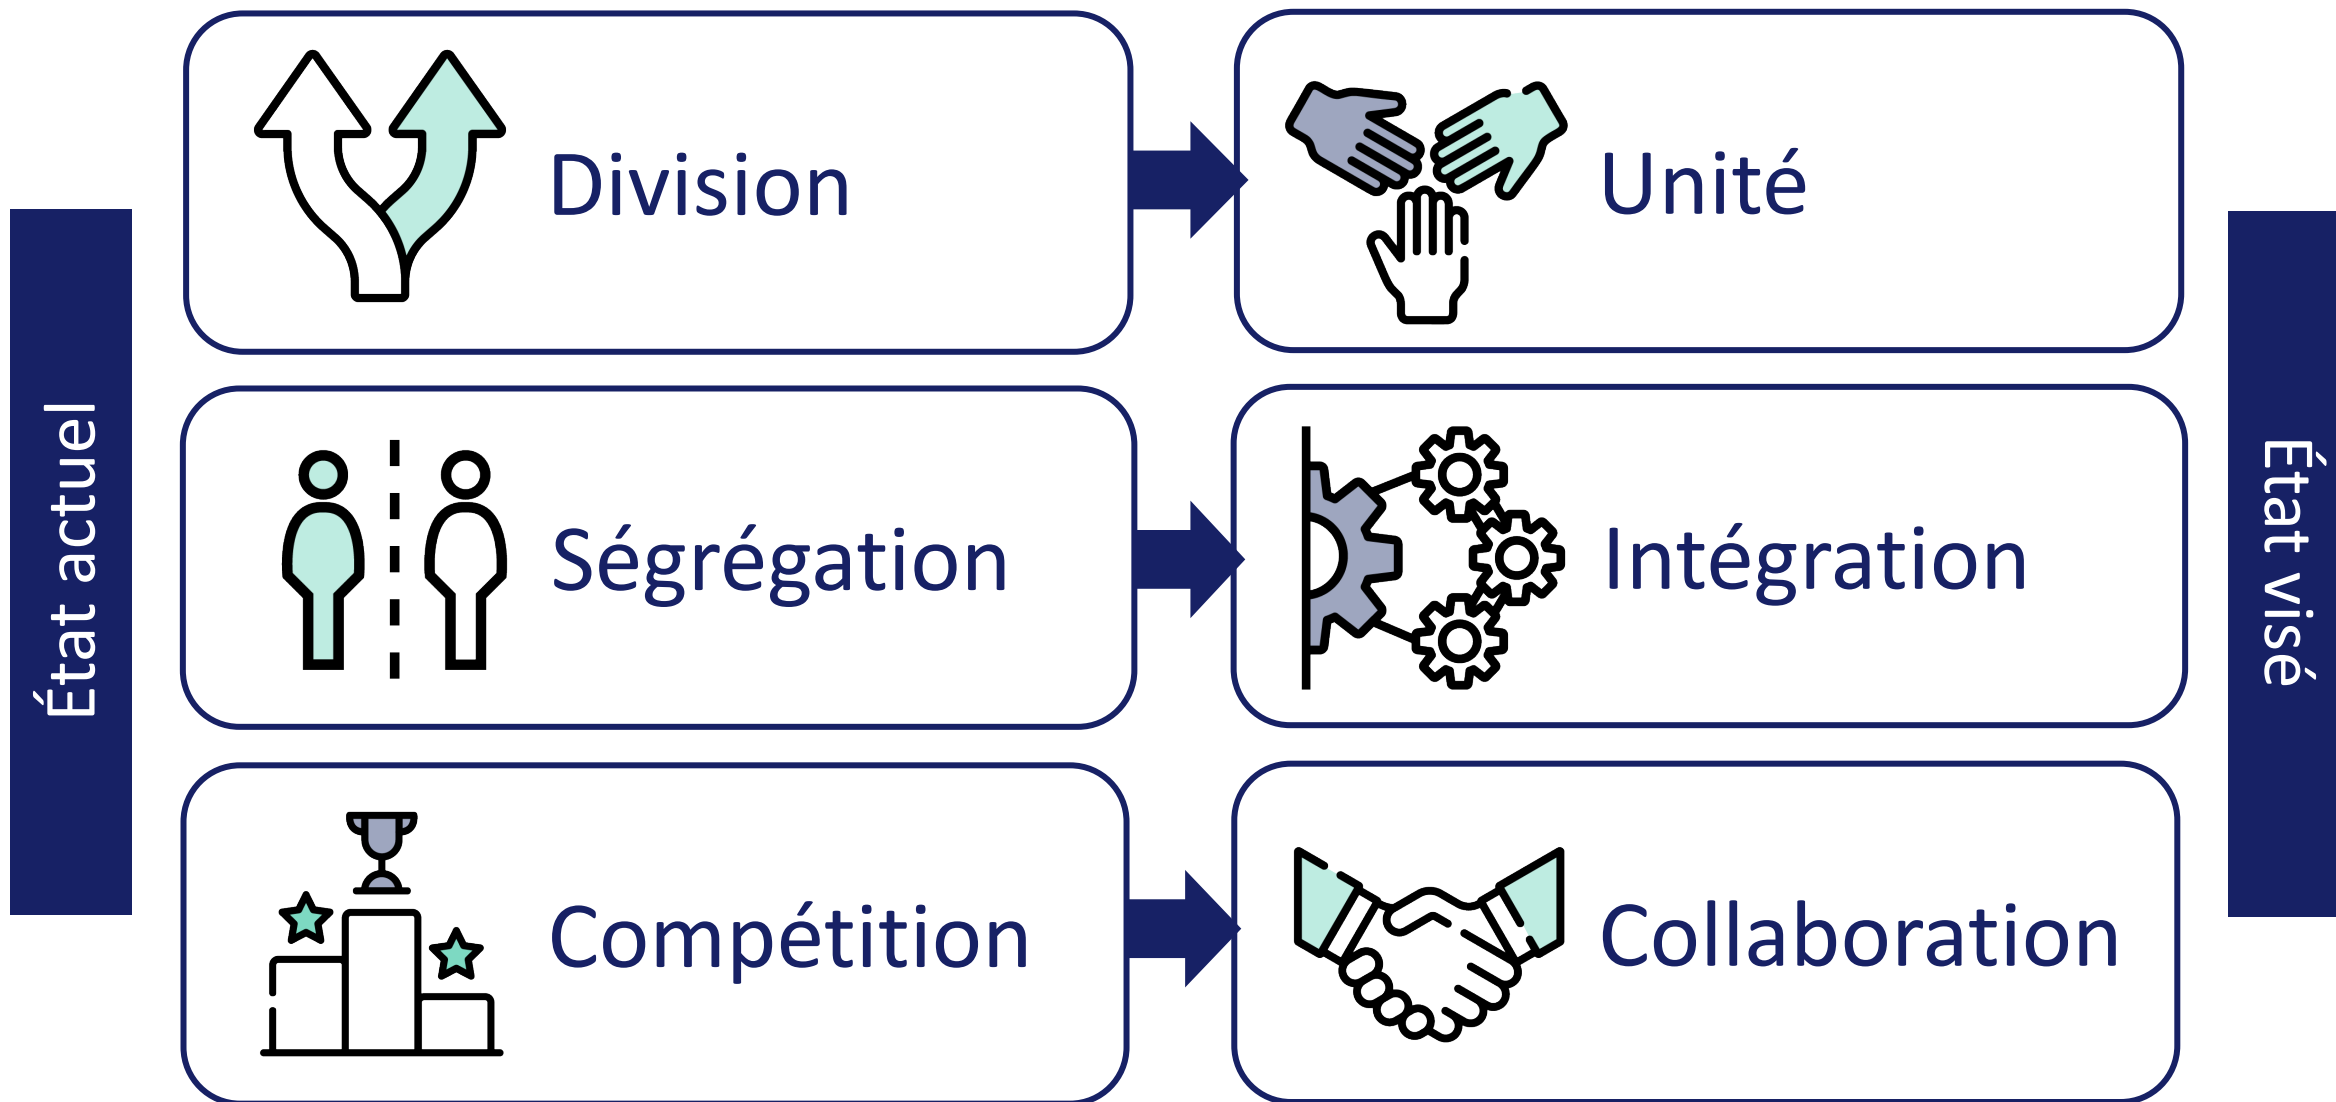 État actuel
Division
Unité
Ségrégation
Intégration
Compétition
Collaboration
État visé